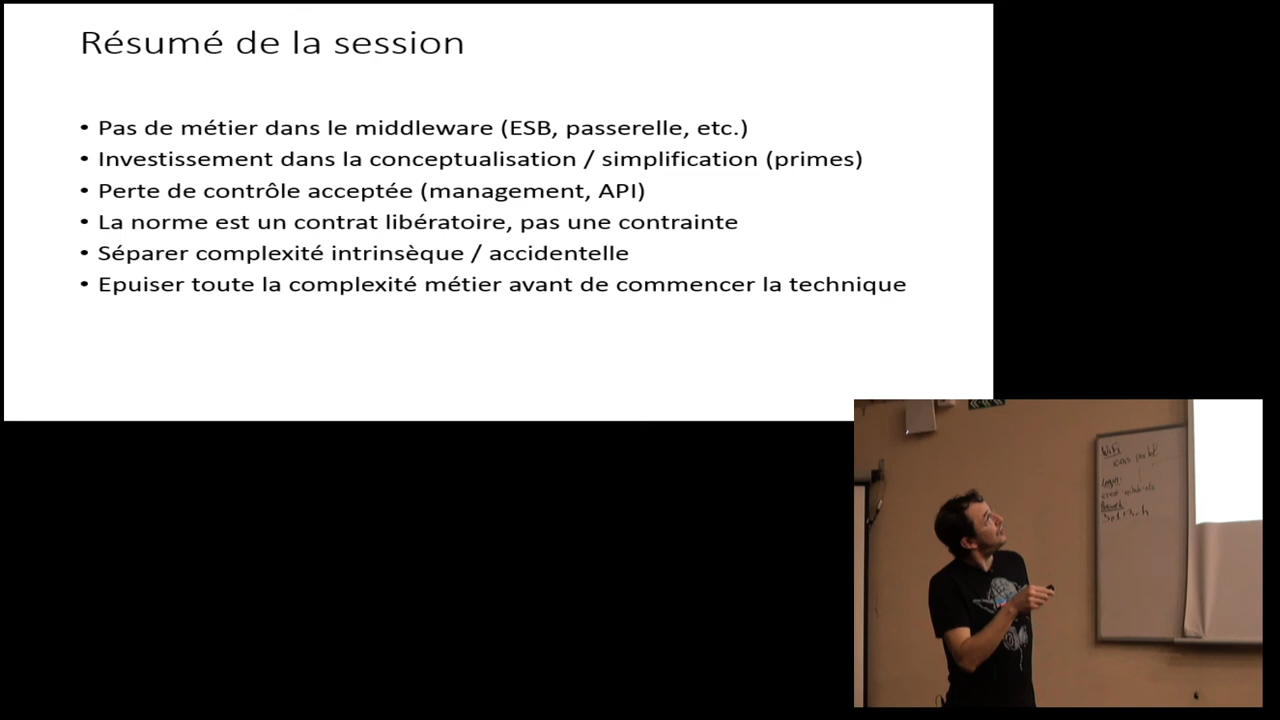 Résumé de la session
• Pas de métier dans le middleware (ESB, passerelle, etc.)
• Investissement dans la conceptualisation / simplification (primes)
• Perte de contrôle acceptée (management, API)
• La norme est un contrat libératoire, pas une contrainte
• Séparer complexité intrinsèque / accidentelle
• Epuiser toute la complexité métier avant de commencer la technique
WiFi